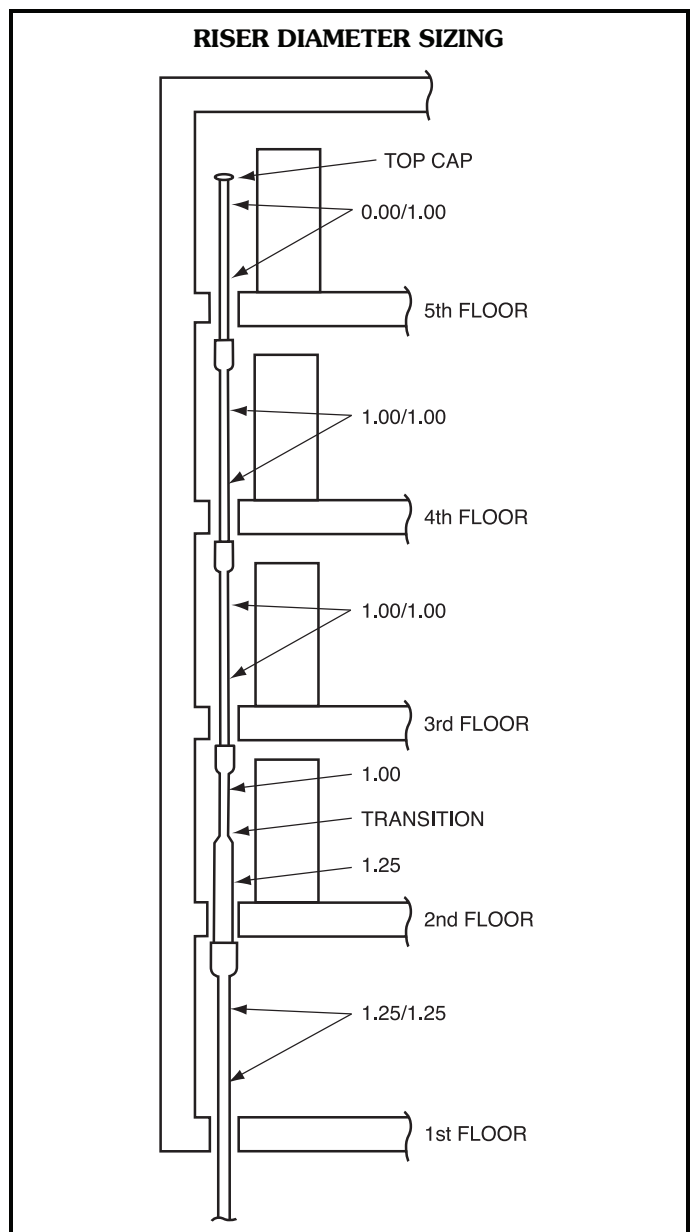 RISER DIAMETER SIZING
TOP CAP
0.00/1.00
5th FLOOR
1.00/1.00
4th FLOOR
1.00/1.00
3rd FLOOR
1.00
TRANSITION
1.25
2nd FLOOR
1.25/1.25
1st FLOOR